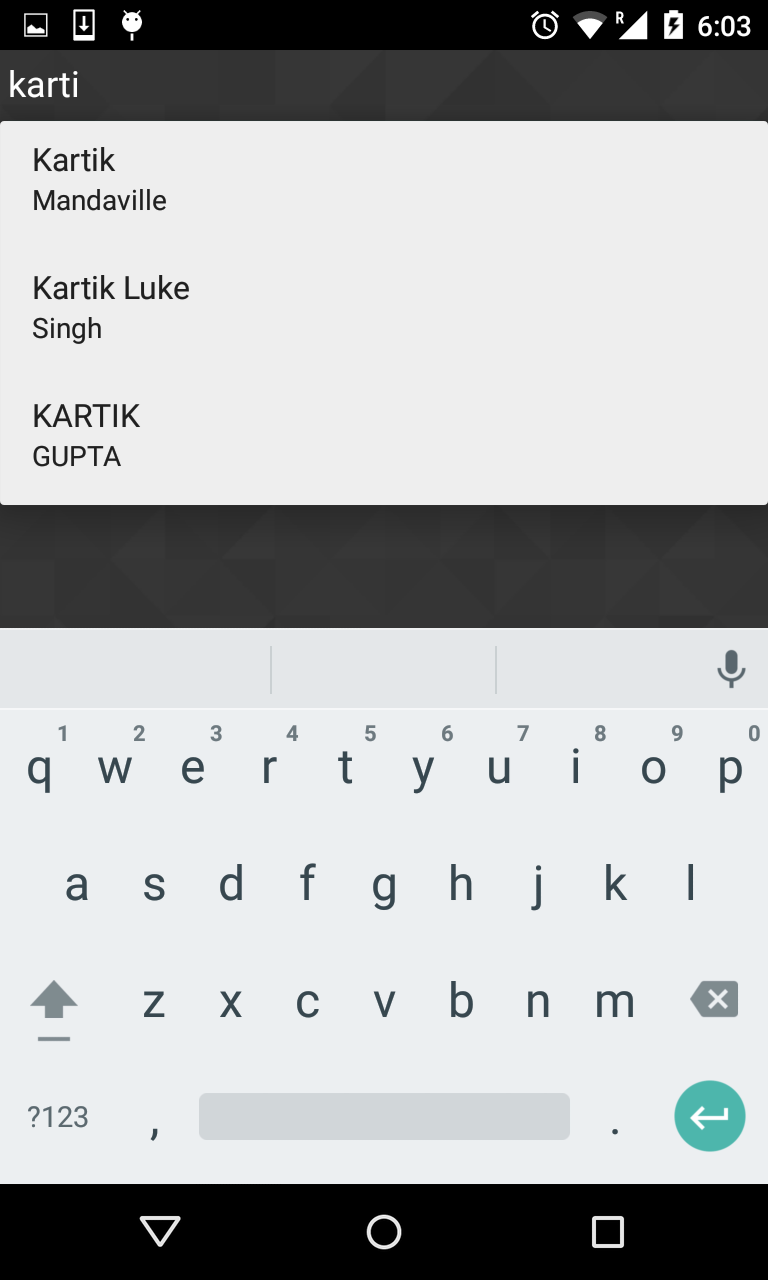 R 6:03
karti
Kartik
Mandaville
Kartik Luke
Singh
KARTIK
GUPTA
1 2 3 4 5 6 7 8 9 0
q w e r t y u i o p
a s d f g h j k l
z x c v b n m
?123 , .